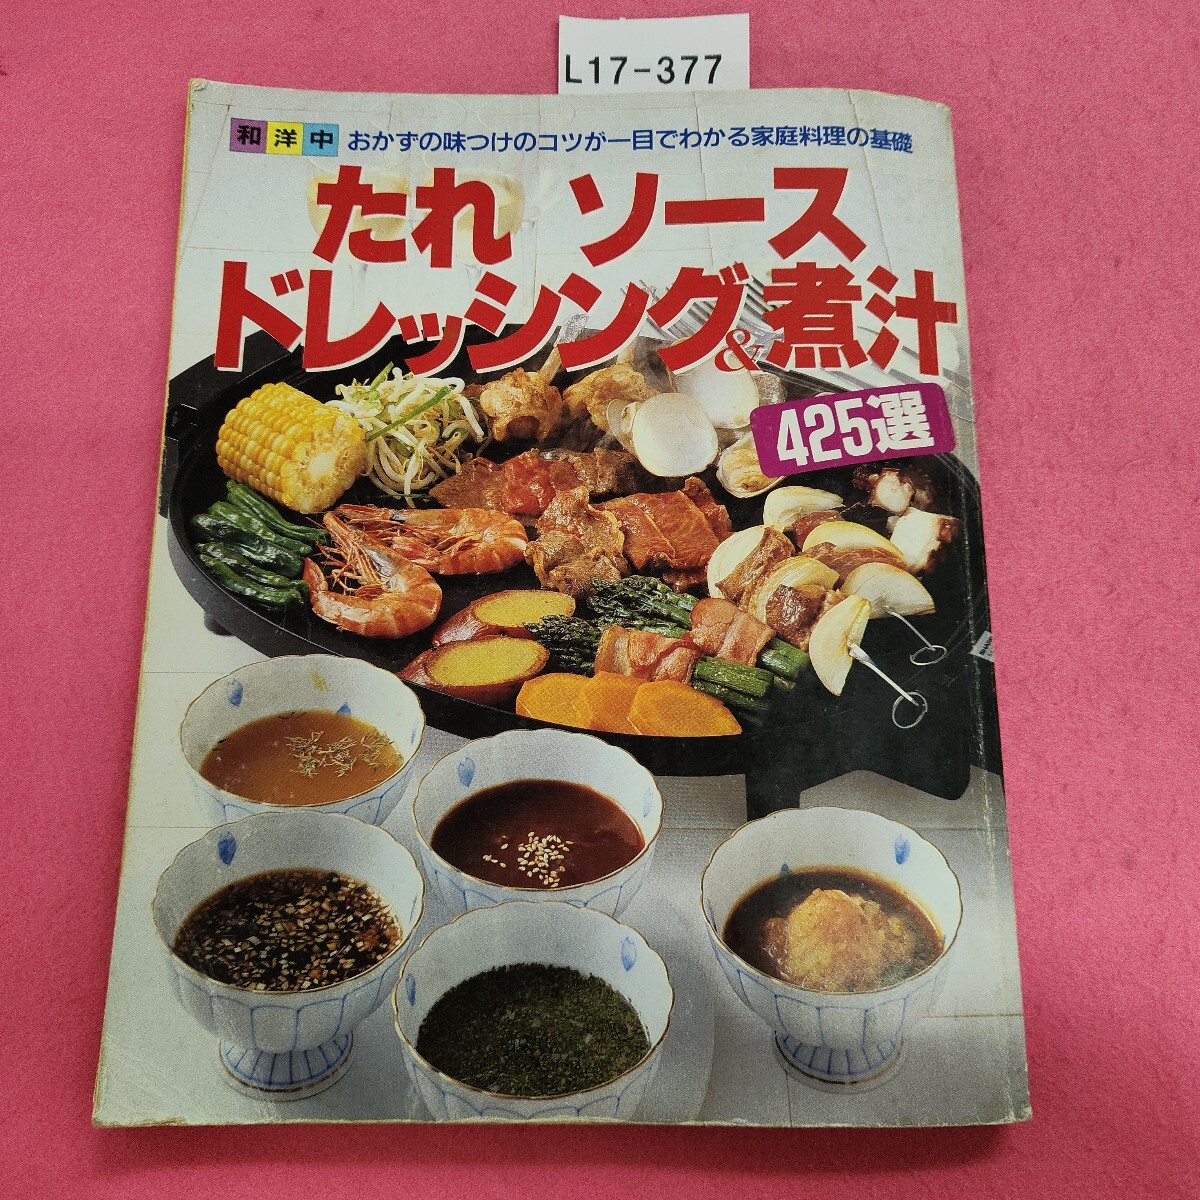 L17-377
和洋中 おかずの味つけのコツが一目でわかる家庭料理の基礎
たれ ソース
ドレッシング&煮汁
425選